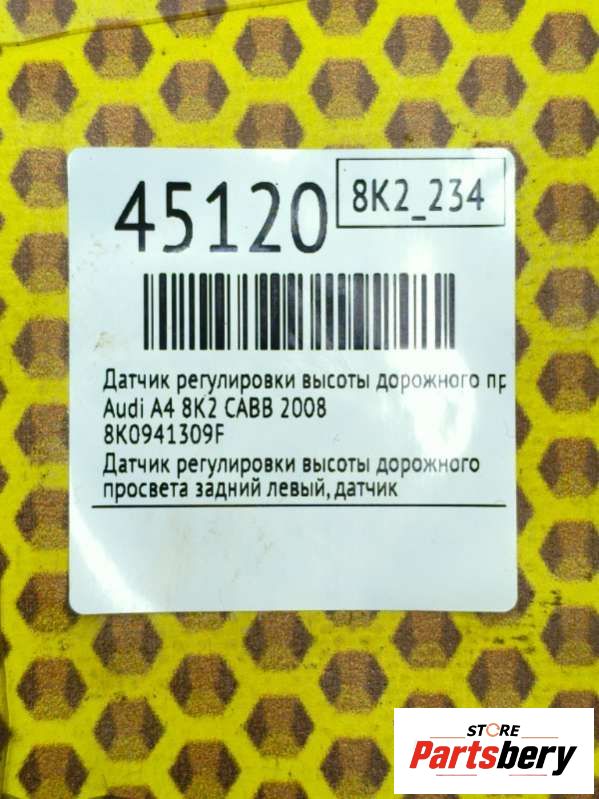 45120
8K2_234
Датчик регулировки высоты дорожного пр
Audi A4 8K2 CABB 2008
8K0941309F
Датчик регулировки высоты дорожного
просвета задний левый, датчик
STORE
Partsbery